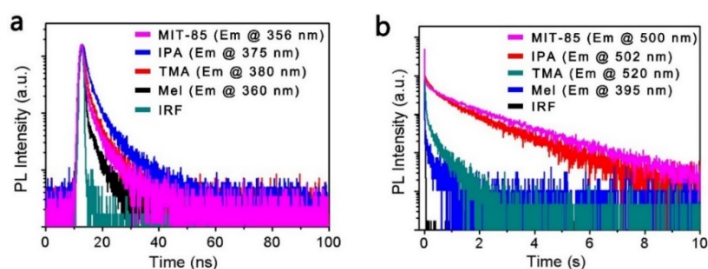 a
MIT-85 (Em @ 356 nm)
IPA (Em @ 375 nm)
TMA (Em @ 380 nm)
Mel (Em @ 360 nm)
IRF
PL Intensity (a.u.)
0 20 40 60 80 100
Time (ns)
b
MIT-85 (Em @ 500 nm)
IPA (Em @ 502 nm)
TMA (Em @ 520 nm)
Mel (Em @ 395 nm)
IRF
PL Intensity (a.u.)
0 2 4 6 8 10
Time (s)